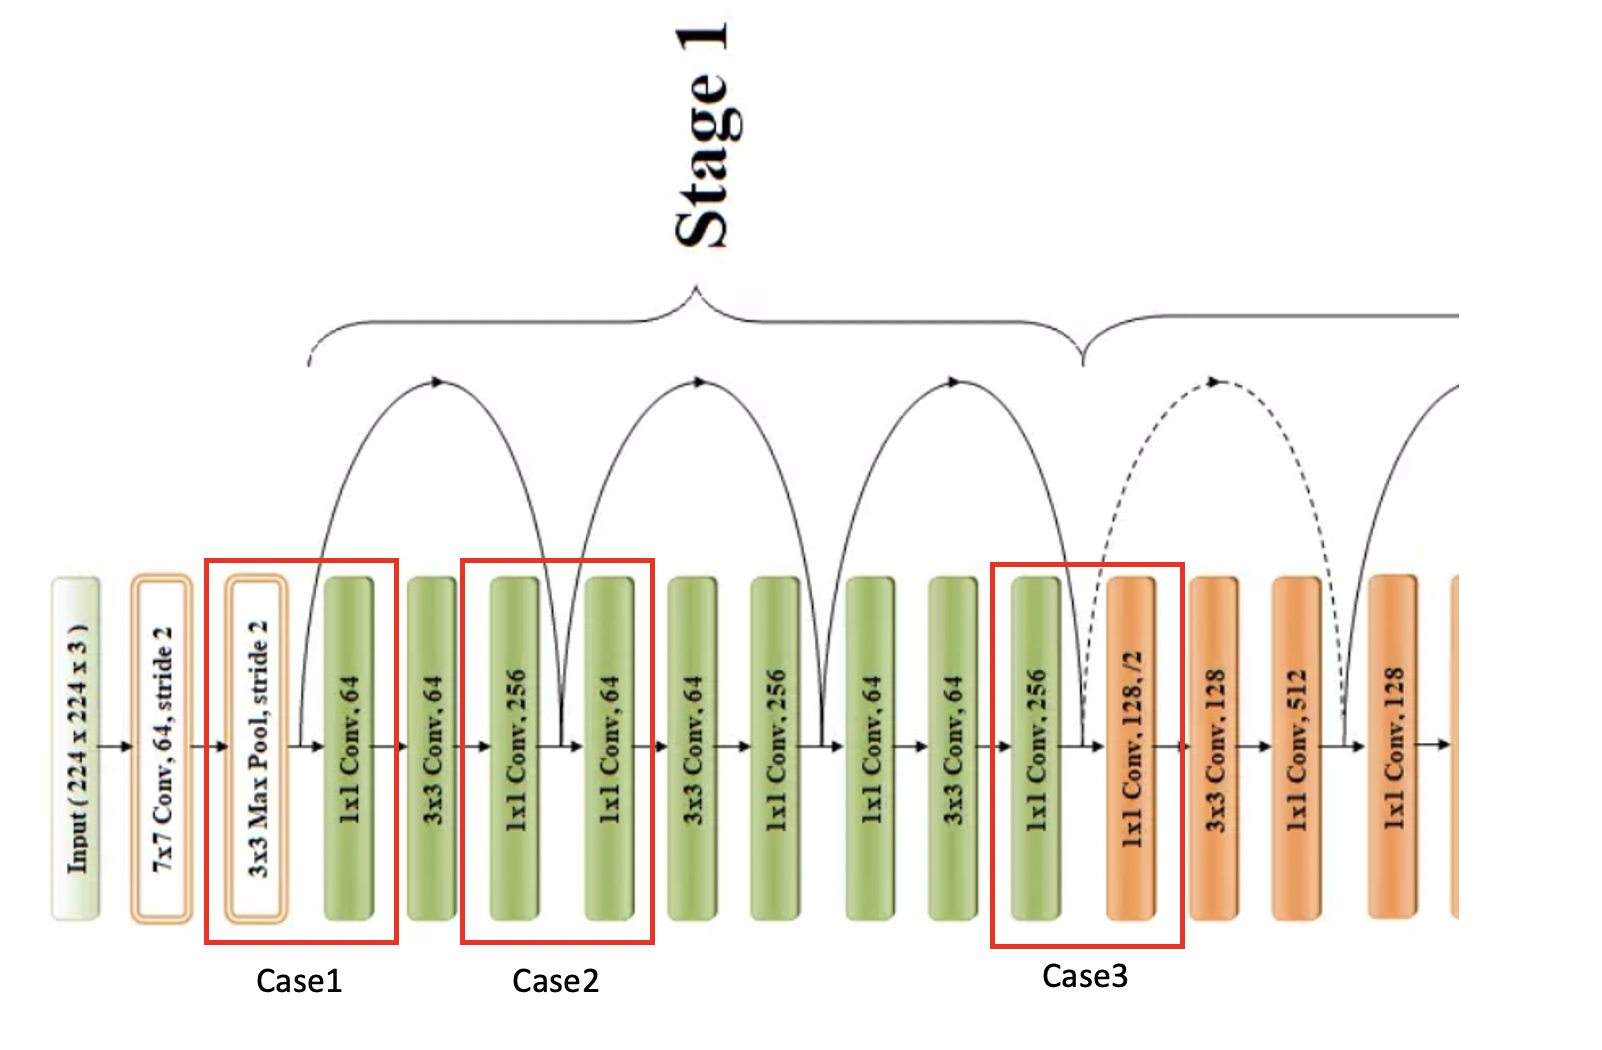 Stage 1
Input ( 224 x 224 x 3 )
7x7 Conv, 64, stride 2
3x3 Max Pool, stride 2
1x1 Conv, 64
3x3 Conv, 64
1x1 Conv, 256
1x1 Conv, 64
3x3 Conv, 64
1x1 Conv, 256
1x1 Conv, 64
3x3 Conv, 64
1x1 Conv, 256
1x1 Conv, 128, /2
3x3 Conv, 128
1x1 Conv, 512
1x1 Conv, 128
Case1
Case2
Case3